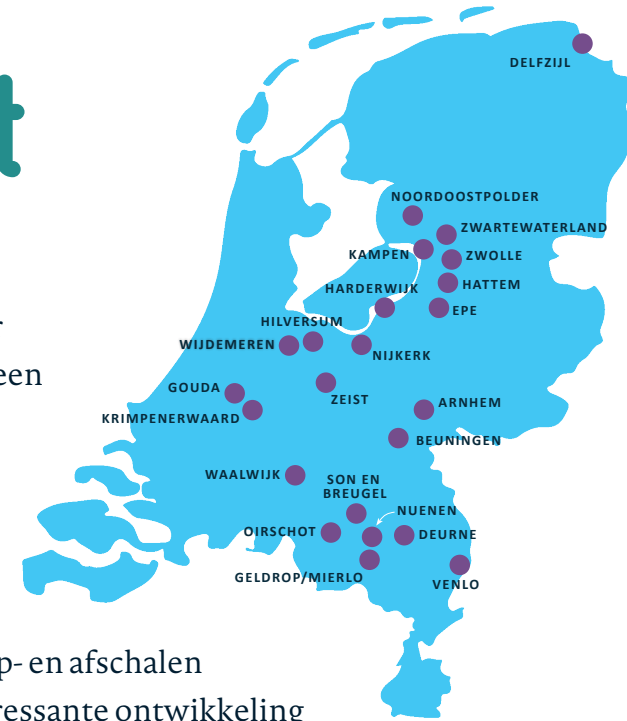 t
DELFZIJL
NOORDOOSTPOLDER
ZWARTEWATERLAND
KAMPEN
ZWOLLE
HATTEM
HARDERWIJK
EPE
HILVERSUM
WIJDEMEREN
NIJKERK
een
GOUDA
ZEIST
ARNHEM
KRIMPENERWAARD
BEUNINGEN
WAALWIJK
SON EN
BREUGEL
NUENEN
OIRSCHOT
DEURNE
GELDROP/MIERLO
VENLO
p- en afschalen
ressante ontwikkeling